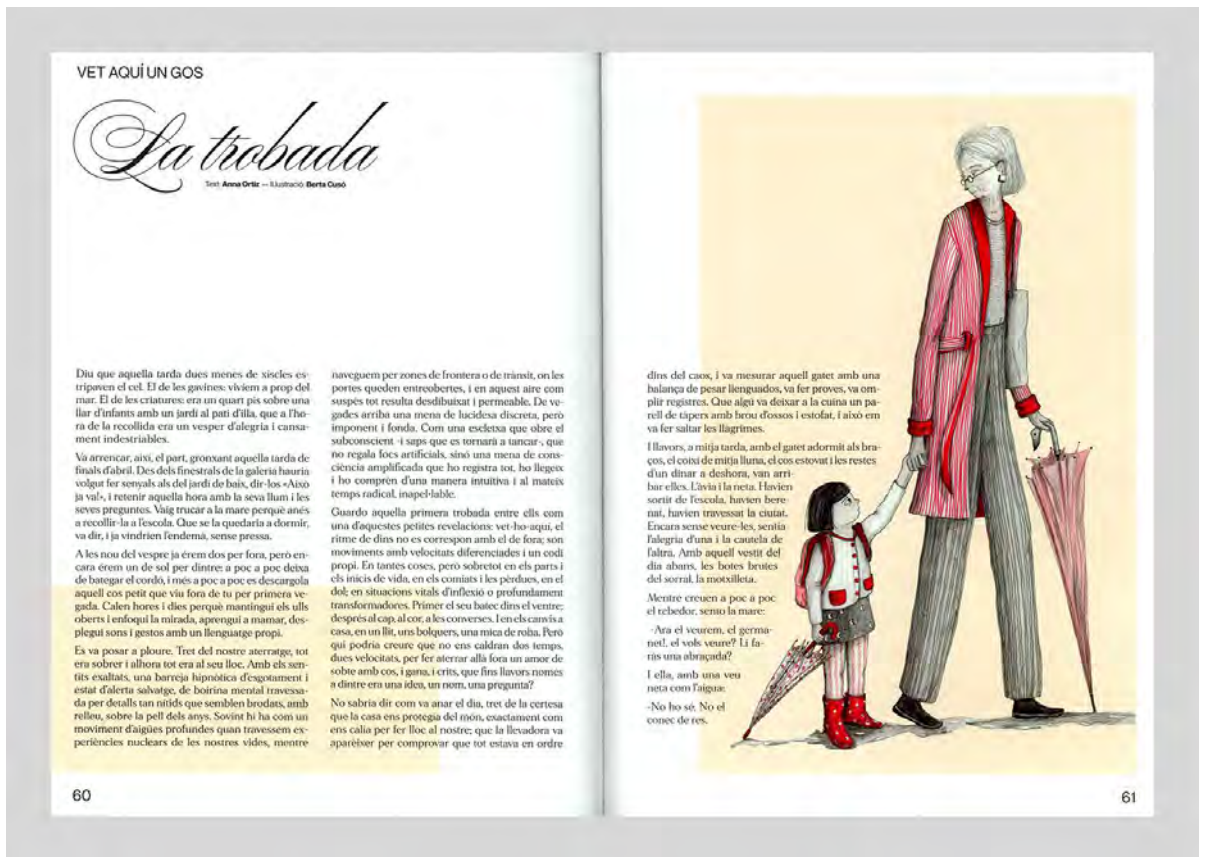 VET AQUÍ UN GOS
La trobada
Text: Anna Ortiz — Il·lustració: Berta Cusó
Diu que aquella tarda dues menes de xiscles es-
tripaven el cel. El de les gavines: vivíem a prop del
mar. El de les criatures: era un quart pis sobre una
llar d'infants amb un jardí al pati d'illa, que a l'ho-
ra de la recollida era un vesper d'alegria i cansa-
ment indestriables.
Va arrencar, així, el part, gronxant aquella tarda de
finals d'abril. Des dels finestrals de la galeria hauria
volgut fer senyals als del jardí de baix, dir-los «Això
ja va!», i retenir aquella hora amb la seva llum i les
seves preguntes. Vaig trucar a la mare perquè anés
a recollir-la a l'escola. Que se la quedaria a dormir,
va dir, i ja vindrien l'endemà, sense pressa.
A les nou del vespre ja érem dos per fora, però en-
cara érem un de sol per dintre: a poc a poc deixa
de bategar el cordó, i més a poc a poc es descargola
aquell cos petit que viu fora de tu per primera ve-
gada. Calen hores i dies perquè mantingui els ulls
oberts i enfoqui la mirada, aprengui a mamar, des-
plegui sons i gestos amb un llenguatge propi.
Es va posar a ploure. Tret del nostre aterratge, tot
era sobrer i alhora tot era al seu lloc. Amb els sen-
tits exaltats, una barreja hipnòtica d'esgotament i
estat d'alerta salvatge, de boirina mental travessa-
da per detalls tan nítids que semblen brodats, amb
relleu, sobre la pell dels anys. Sovint hi ha com un
moviment d'aigües profundes quan travessem ex-
periències nuclears de les nostres vides, mentre
naveguem per zones de frontera o de trànsit, on les
portes queden entreobertes, i en aquest aire com
suspès tot resulta desdibuixat i permeable. De ve-
gades arriba una mena de lucidesa discreta, però
imponent i fonda. Com una escletxa que obre el
subconscient -i saps que es tornarà a tancar-, que
no regala focs artificials, sinó una mena de cons-
ciència amplificada que ho registra tot, ho llegeix
i ho comprèn d'una manera intuïtiva i al mateix
temps radical, inapel·lable.
Guardo aquella primera trobada entre ells com
una d'aquestes petites revelacions: vet-ho-aquí, el
ritme de dins no es correspon amb el de fora; són
moviments amb velocitats diferenciades i un codi
propi. En tantes coses, però sobretot en els parts i
els inicis de vida, en els comiats i les pèrdues, en el
dol; en situacions vitals d'inflexió o profundament
transformadores. Primer el seu batec dins el ventre;
després al cap, al cor, a les converses. I en els canvis a
casa, en un llit, uns bolquers, una mica de roba. Però
qui podria creure que no ens caldran dos temps,
dues velocitats, per fer aterrar allà fora un amor de
sobte amb cos, i gana, i crits, que fins llavors només
a dintre era una idea, un nom, una pregunta?
No sabria dir com va anar el dia, tret de la certesa
que la casa ens protegia del món, exactament com
ens calia per fer lloc al nostre; que la llevadora va
aparèixer per comprovar que tot estava en ordre
60
dins del caos, i va mesurar aquell gatet amb una
balança de pesar llenguados, va fer proves, va om-
plir registres. Que algú va deixar a la cuina un pa-
rell de tàpers amb brou d'ossos i estofat, i això em
va fer saltar les llàgrimes.
I llavors, a mitja tarda, amb el gatet adormit als bra-
ços, el coixí de mitja lluna, el cos estovat i les restes
d'un dinar a deshora, van arri-
bar elles. L'àvia i la neta. Havien
sortit de l'escola, havien bere-
nat, havien travessat la ciutat.
Encara sense veure-les, sentia
l'alegria d'una i la cautela de
l'altra. Amb aquell vestit del
dia abans, les botes brutes
del sorral, la motxilleta.
Mentre creuen a poc a poc
el rebedor, sento la mare:
-Ara el veurem, el germa-
net!, el vols veure? Li fa-
ràs una abraçada?
I ella, amb una veu
neta com l'aigua:
-No ho sé. No el
conec de res.
61